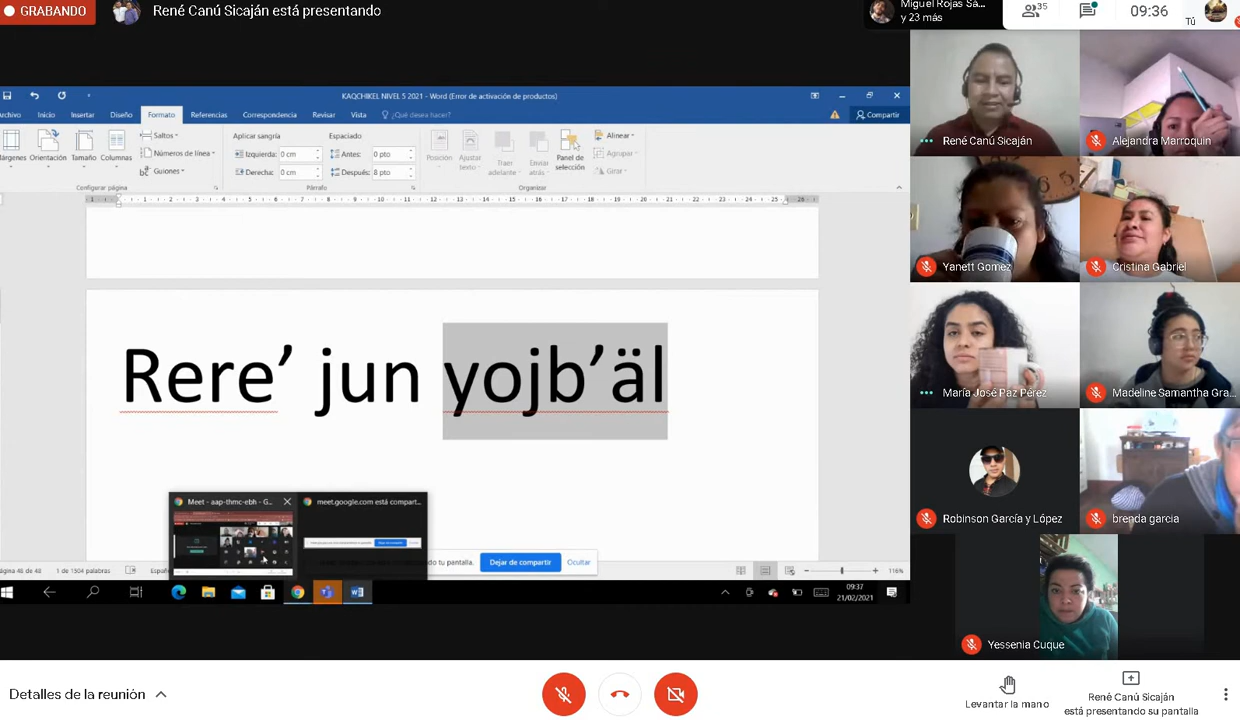 GRABANDO
René Canú Sicaján está presentando
Miguel Rojas Sá...
y 23 más
35
09:36
Tú
KAQCHIKEL NIVEL 5 2021 - Word (Error de activación de productos)
Archivo Inicio Insertar Diseño Formato Referencias Correspondencia Revisar Vista ¿Qué desea hacer? Compartir
Márgenes Orientación Tamaño Columnas
Saltos
Números de línea
Guiones
Configurar página
Aplicar sangría
Izquierda: 0 cm
Derecha: 0 cm
Espaciado
Antes: 0 pto
Después: 8 pto
Párrafo
Posición
Ajustar texto
Traer adelante
Enviar atrás
Panel de selección
Alinear
Agrupar
Girar
Organizar
Rere’ jun yojb’äl
Meet - aap-thmc-ebh - G...
meet.google.com está compart...
tu pantalla.
Dejar de compartir
Ocultar
Página 48 de 48
1 de 1504 palabras
116%
09:37
21/02/2021
René Canú Sicaján
Alejandra Marroquin
Yanett Gomez
Cristina Gabriel
María José Paz Pérez
Madeline Samantha Gra...
Robinson García y López
brenda garcia
Yessenia Cuque
Detalles de la reunión
Levantar la mano
René Canú Sicaján
está presentando su pantalla